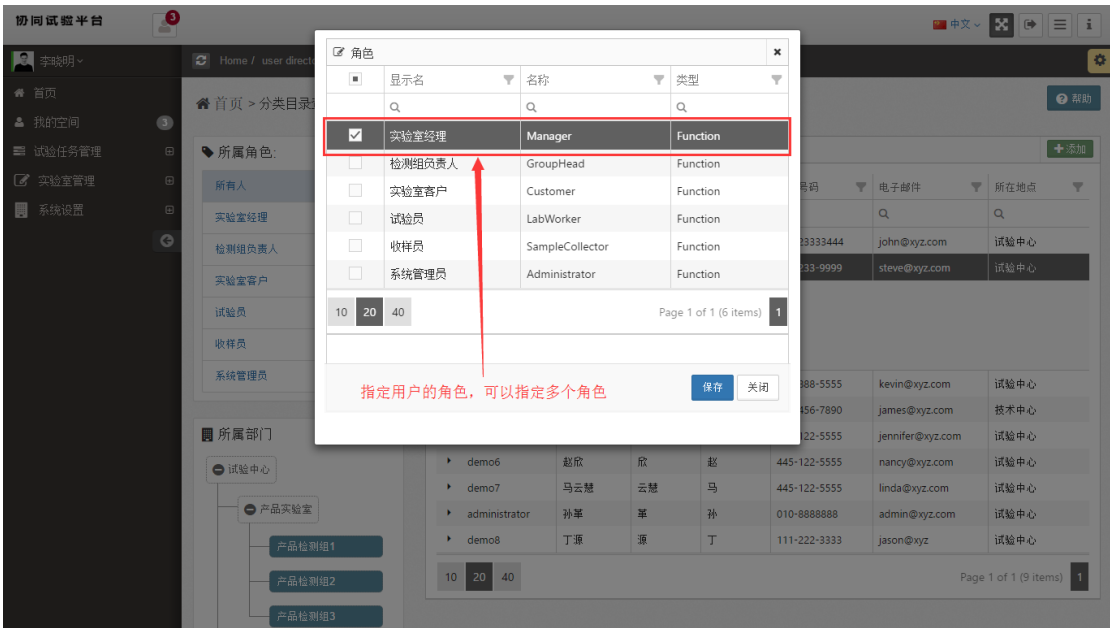 协同试验平台
3
中文
李晓明
Home / user directo
首页
首页 > 分类目录
帮助
我的空间
3
试验任务管理
实验室管理
系统设置
所属角色:
所有人
实验室经理
检测组负责人
实验室客户
试验员
收样员
系统管理员
角色
显示名 名称 类型
实验室经理 Manager Function
检测组负责人 GroupHead Function
实验室客户 Customer Function
试验员 LabWorker Function
收样员 SampleCollector Function
系统管理员 Administrator Function
10 20 40 Page 1 of 1 (6 items) 1
指定用户的角色，可以指定多个角色
保存 关闭
添加
号码 电子邮件 所在地点
23333444 john@xyz.com 试验中心
233-9999 steve@xyz.com 试验中心
388-5555 kevin@xyz.com 试验中心
456-7890 james@xyz.com 技术中心
122-5555 jennifer@xyz.com 试验中心
demo6 赵欣 欣 赵 445-122-5555 nancy@xyz.com 试验中心
demo7 马云慧 云慧 马 445-122-5555 linda@xyz.com 试验中心
administrator 孙革 革 孙 010-8888888 admin@xyz.com 试验中心
demo8 丁源 源 丁 111-222-3333 jason@xyz 试验中心
10 20 40 Page 1 of 1 (9 items) 1
所属部门
试验中心
产品实验室
产品检测组1
产品检测组2
产品检测组3